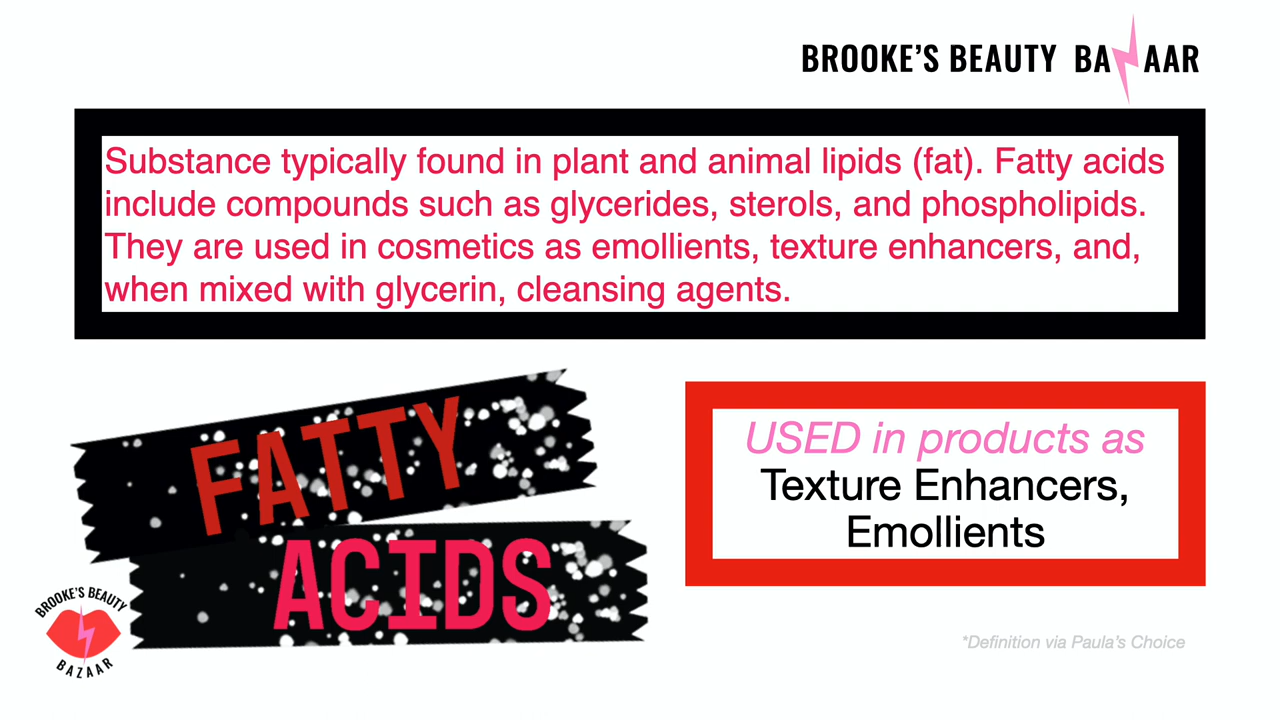 BROOKE'S BEAUTY BAZAAR
Substance typically found in plant and animal lipids (fat). Fatty acids
include compounds such as glycerides, sterols, and phospholipids.
They are used in cosmetics as emollients, texture enhancers, and,
when mixed with glycerin, cleansing agents.
FATTY
ACIDS
USED in products as
Texture Enhancers,
Emollients
BROOKE'S BEAUTY
BAZAAR
*Definition via Paula's Choice